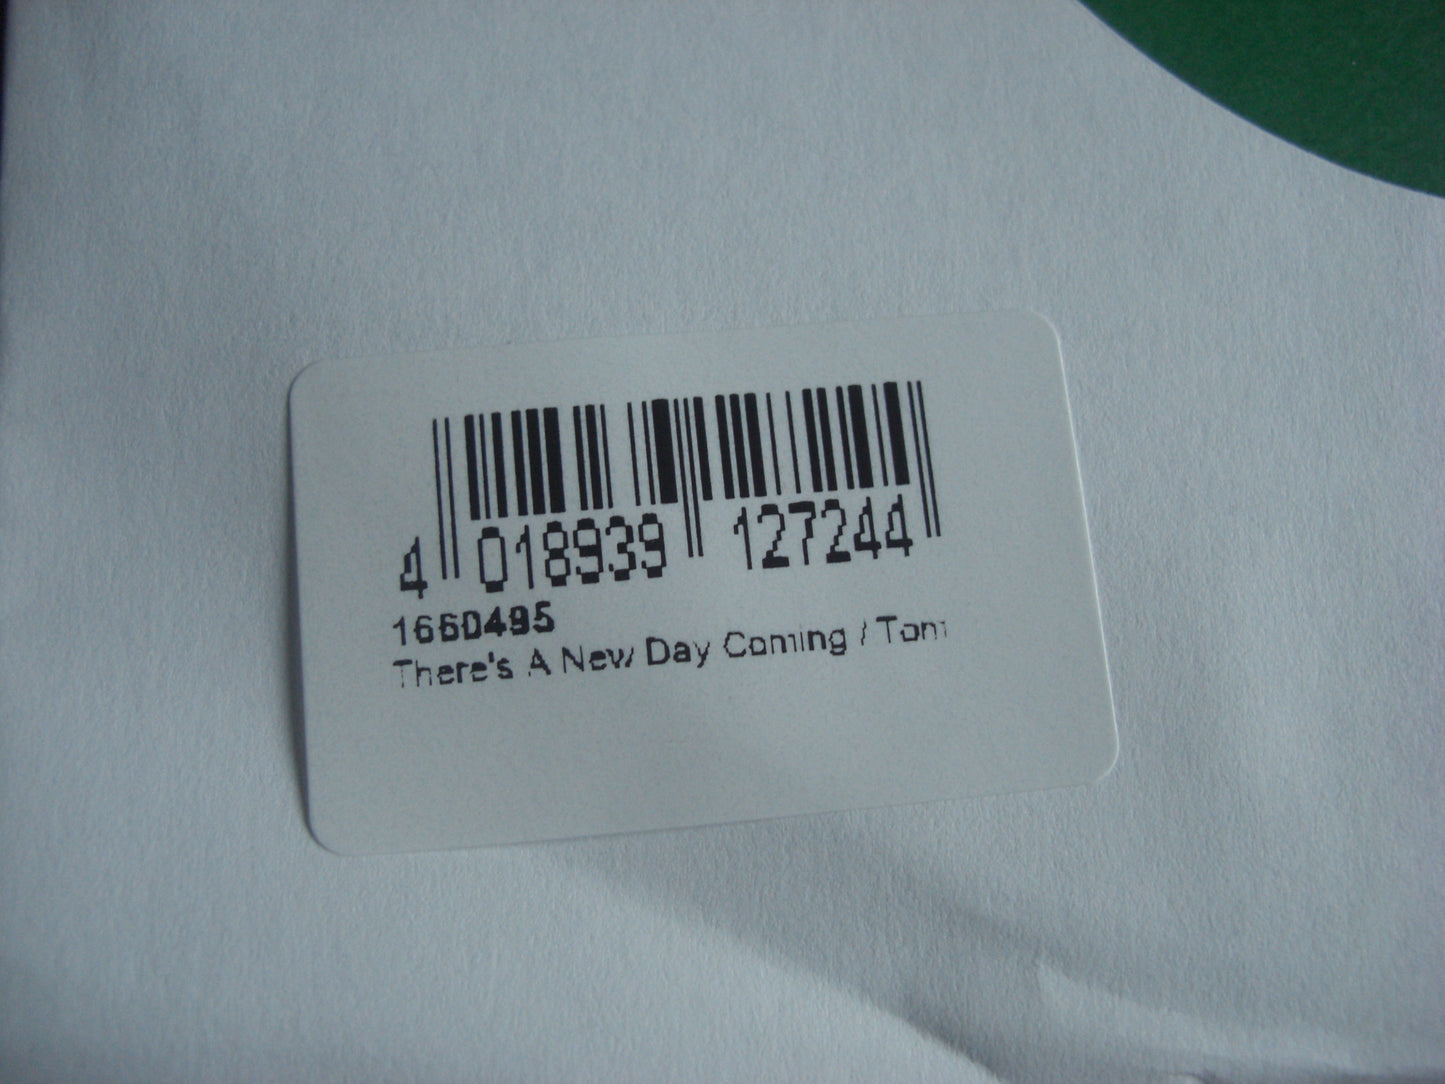 4 018939 127244
1660495
There's A New Day Coming / Tom